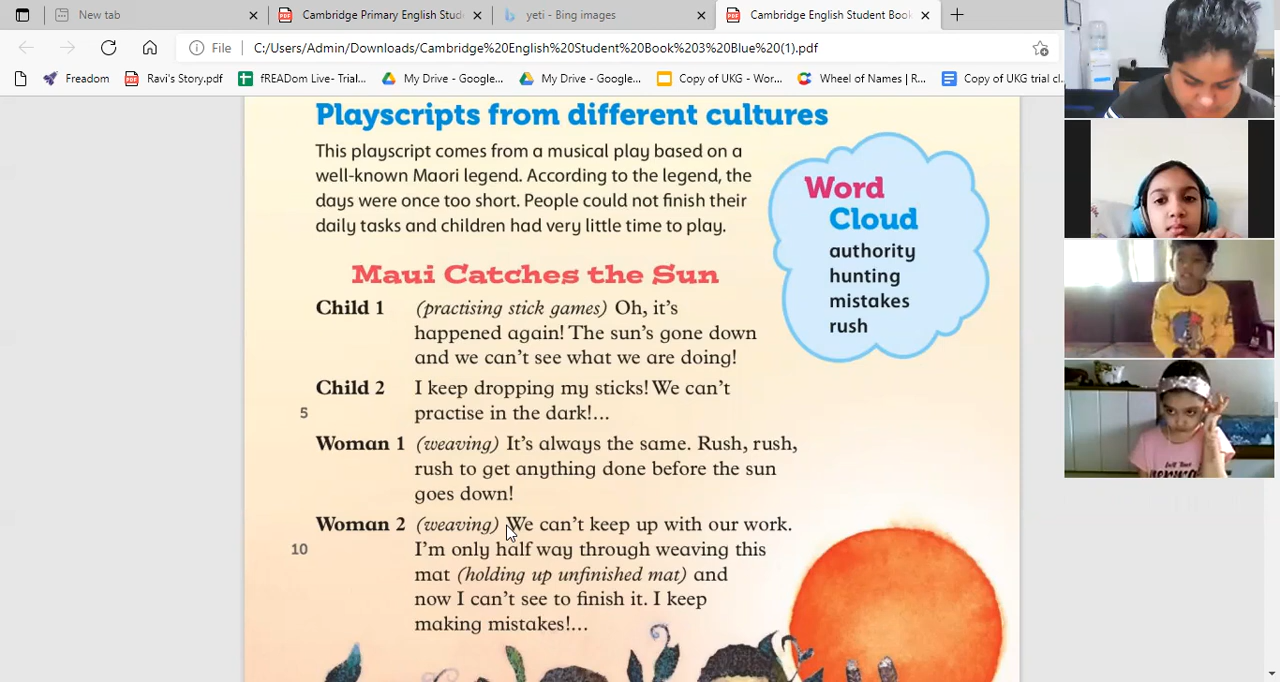 New tab
Cambridge Primary English Stud
yeti - Bing images
Cambridge English Student Book
File C:/Users/Admin/Downloads/Cambridge%20English%20Student%20Book%203%20Blue%20(1).pdf
Freadom
Ravi's Story.pdf
fREADom Live- Trial...
My Drive - Google...
My Drive - Google...
Copy of UKG - Wor...
Wheel of Names | R...
Copy of UKG trial cl
Playscripts from different cultures
This playscript comes from a musical play based on a
well-known Maori legend. According to the legend, the
days were once too short. People could not finish their
daily tasks and children had very little time to play.
Word
Cloud
authority
hunting
mistakes
rush
Maui Catches the Sun
Child 1 (practising stick games) Oh, it's
happened again! The sun's gone down
and we can't see what we are doing!
Child 2 I keep dropping my sticks! We can't
5 practise in the dark!...
Woman 1 (weaving) It's always the same. Rush, rush,
rush to get anything done before the sun
goes down!
Woman 2 (weaving) We can't keep up with our work.
10 I'm only half way through weaving this
mat (holding up unfinished mat) and
now I can't see to finish it. I keep
making mistakes!...